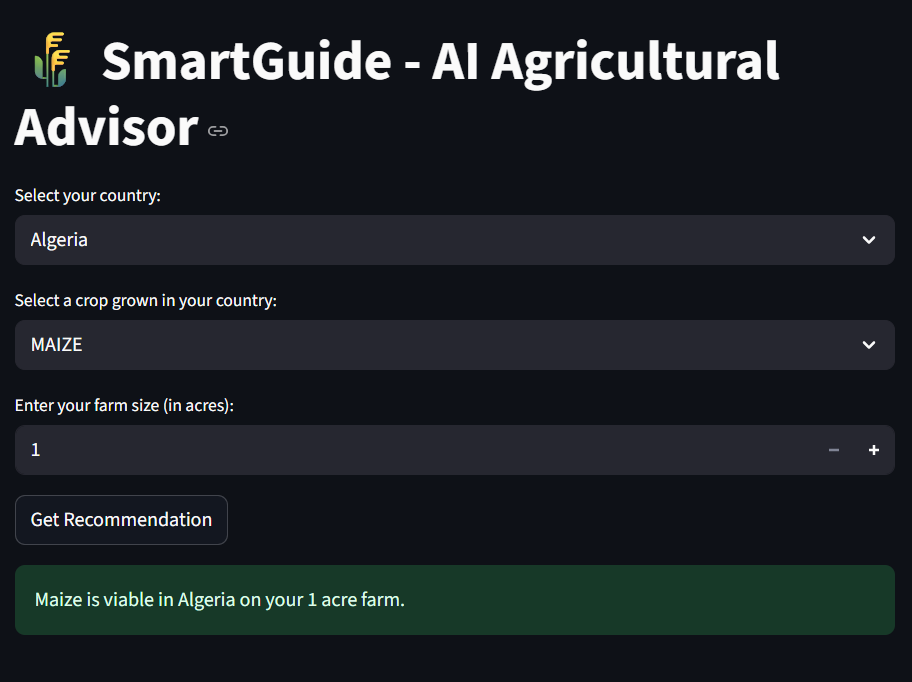 SmartGuide - AI Agricultural
Advisor
Select your country:
Algeria
Select a crop grown in your country:
MAIZE
Enter your farm size (in acres):
1
Get Recommendation
Maize is viable in Algeria on your 1 acre farm.